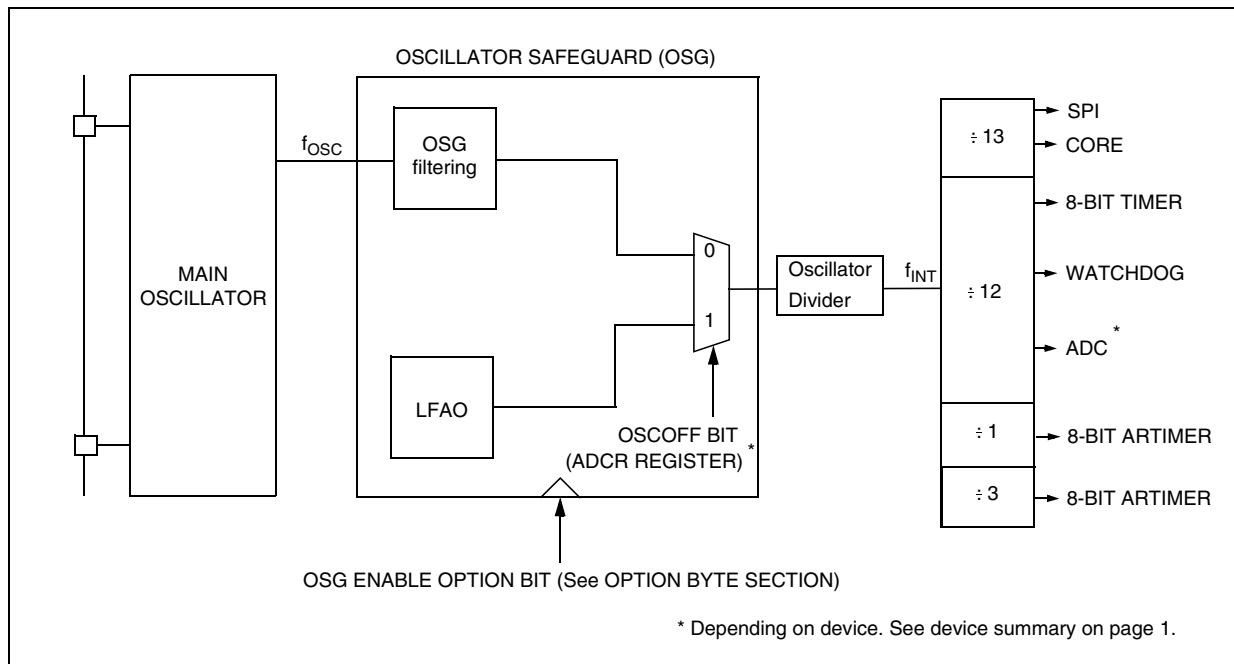 OSCILLATOR SAFEGUARD (OSG)
MAIN
OSCILLATOR
fOSC
OSG
filtering
LFAO
0
1
OSCOFF BIT
(ADCR REGISTER) *
Oscillator
Divider
fINT
÷ 13
÷ 12
÷ 1
÷ 3
SPI
CORE
8-BIT TIMER
WATCHDOG
ADC *
8-BIT ARTIMER
8-BIT ARTIMER
OSG ENABLE OPTION BIT (See OPTION BYTE SECTION)
* Depending on device. See device summary on page 1.